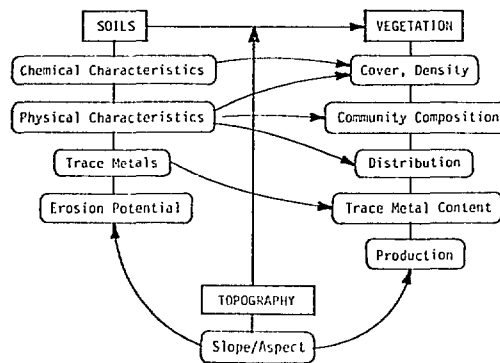 SOILS
VEGETATION
Chemical Characteristics
Cover, Density
Physical Characteristics
Community Composition
Trace Metals
Distribution
Erosion Potential
Trace Metal Content
Production
TOPOGRAPHY
Slope/Aspect